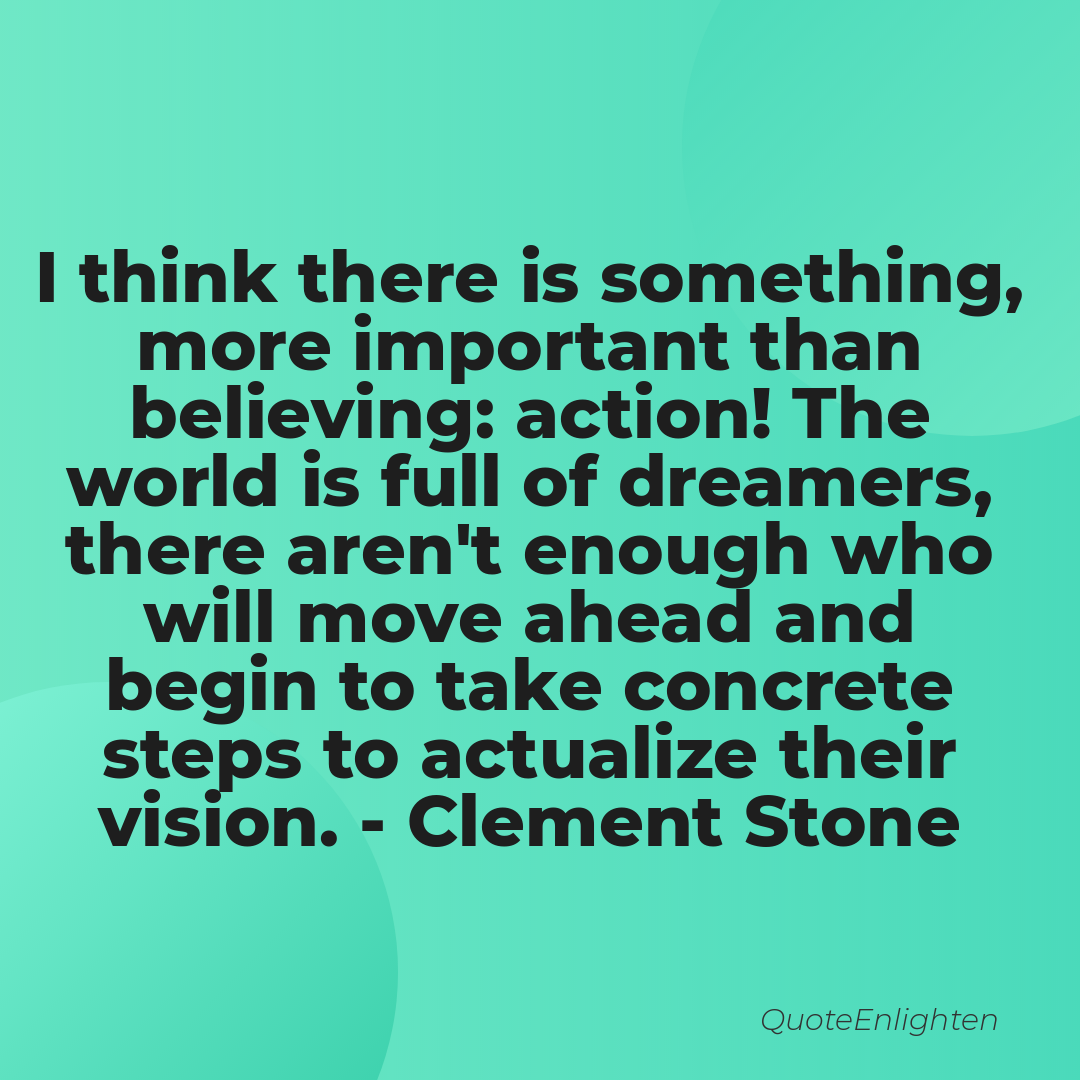 I think there is something,
more important than
believing: action! The
world is full of dreamers,
there aren't enough who
will move ahead and
begin to take concrete
steps to actualize their
vision. - Clement Stone
QuoteEnlighten